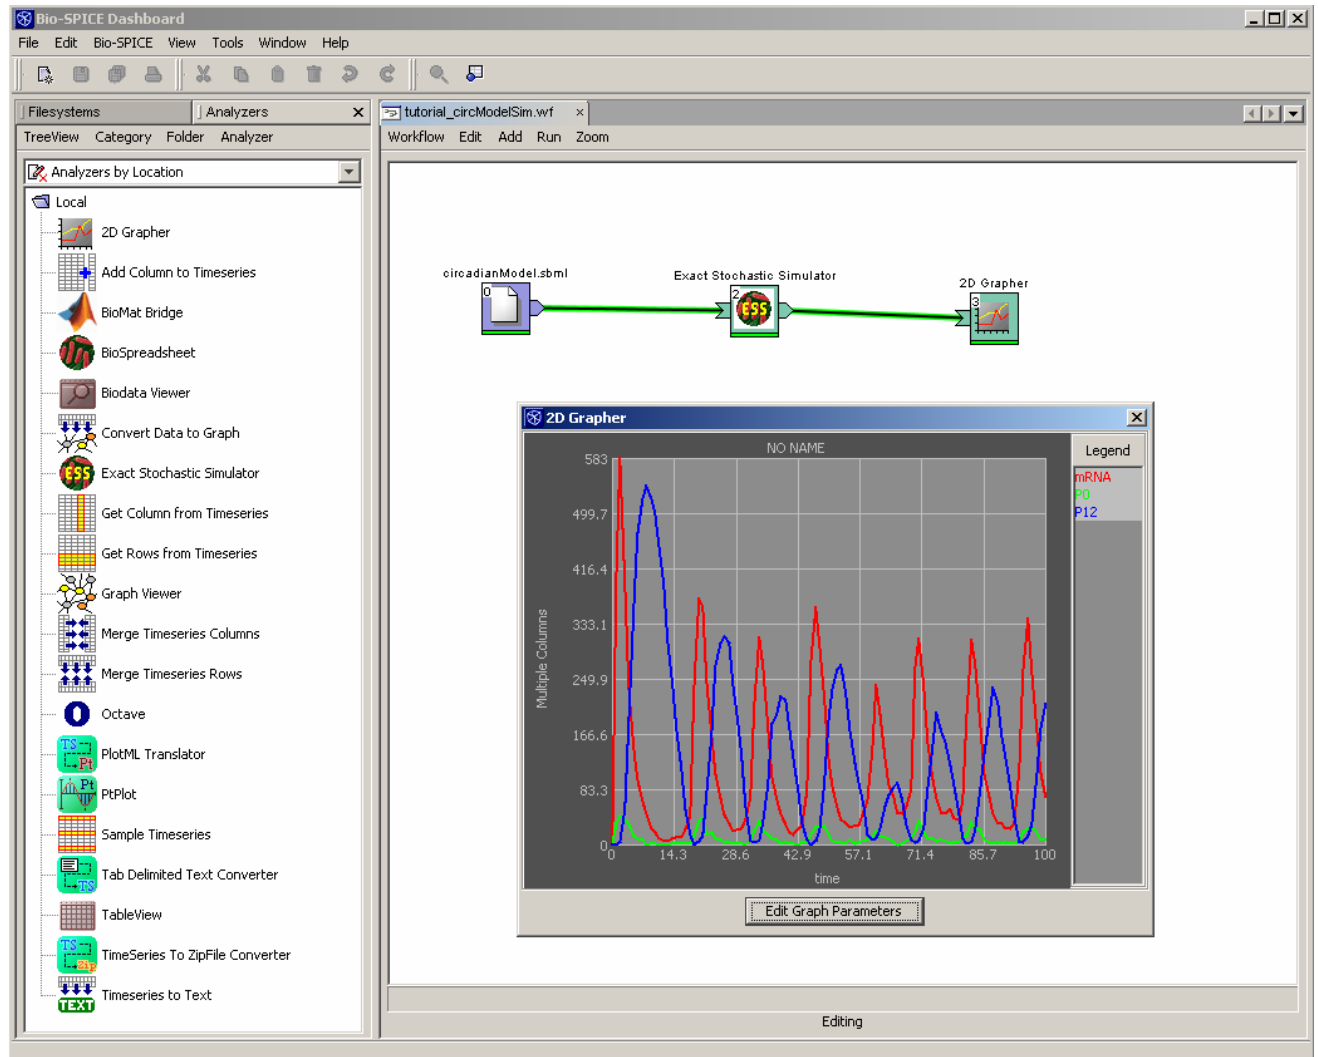 Bio-SPICE Dashboard
File Edit Bio-SPICE View Tools Window Help
Filesystems
Analyzers
TreeView Category Folder Analyzer
Analyzers by Location
Local
2D Grapher
Add Column to Timeseries
BioMat Bridge
BioSpreadsheet
Biodata Viewer
Convert Data to Graph
ESS
Exact Stochastic Simulator
Get Column from Timeseries
Get Rows from Timeseries
Graph Viewer
Merge Timeseries Columns
Merge Timeseries Rows
Octave
TS Pt
PlotML Translator
Pt
PtPlot
Sample Timeseries
TS
Tab Delimited Text Converter
TableView
TS Zip
TimeSeries To ZipFile Converter
TEXT
Timeseries to Text
tutorial_circModelSim.wf
Workflow Edit Add Run Zoom
circadianModel.sbml
0
Exact Stochastic Simulator
2
ESS
2D Grapher
3
2D Grapher
NO NAME
583
499.7
416.4
333.1
249.9
166.6
83.3
0
Multiple Columns
0 14.3 28.6 42.9 57.1 71.4 85.7 100
time
Legend
mRNA
P0
P12
Edit Graph Parameters
Editing